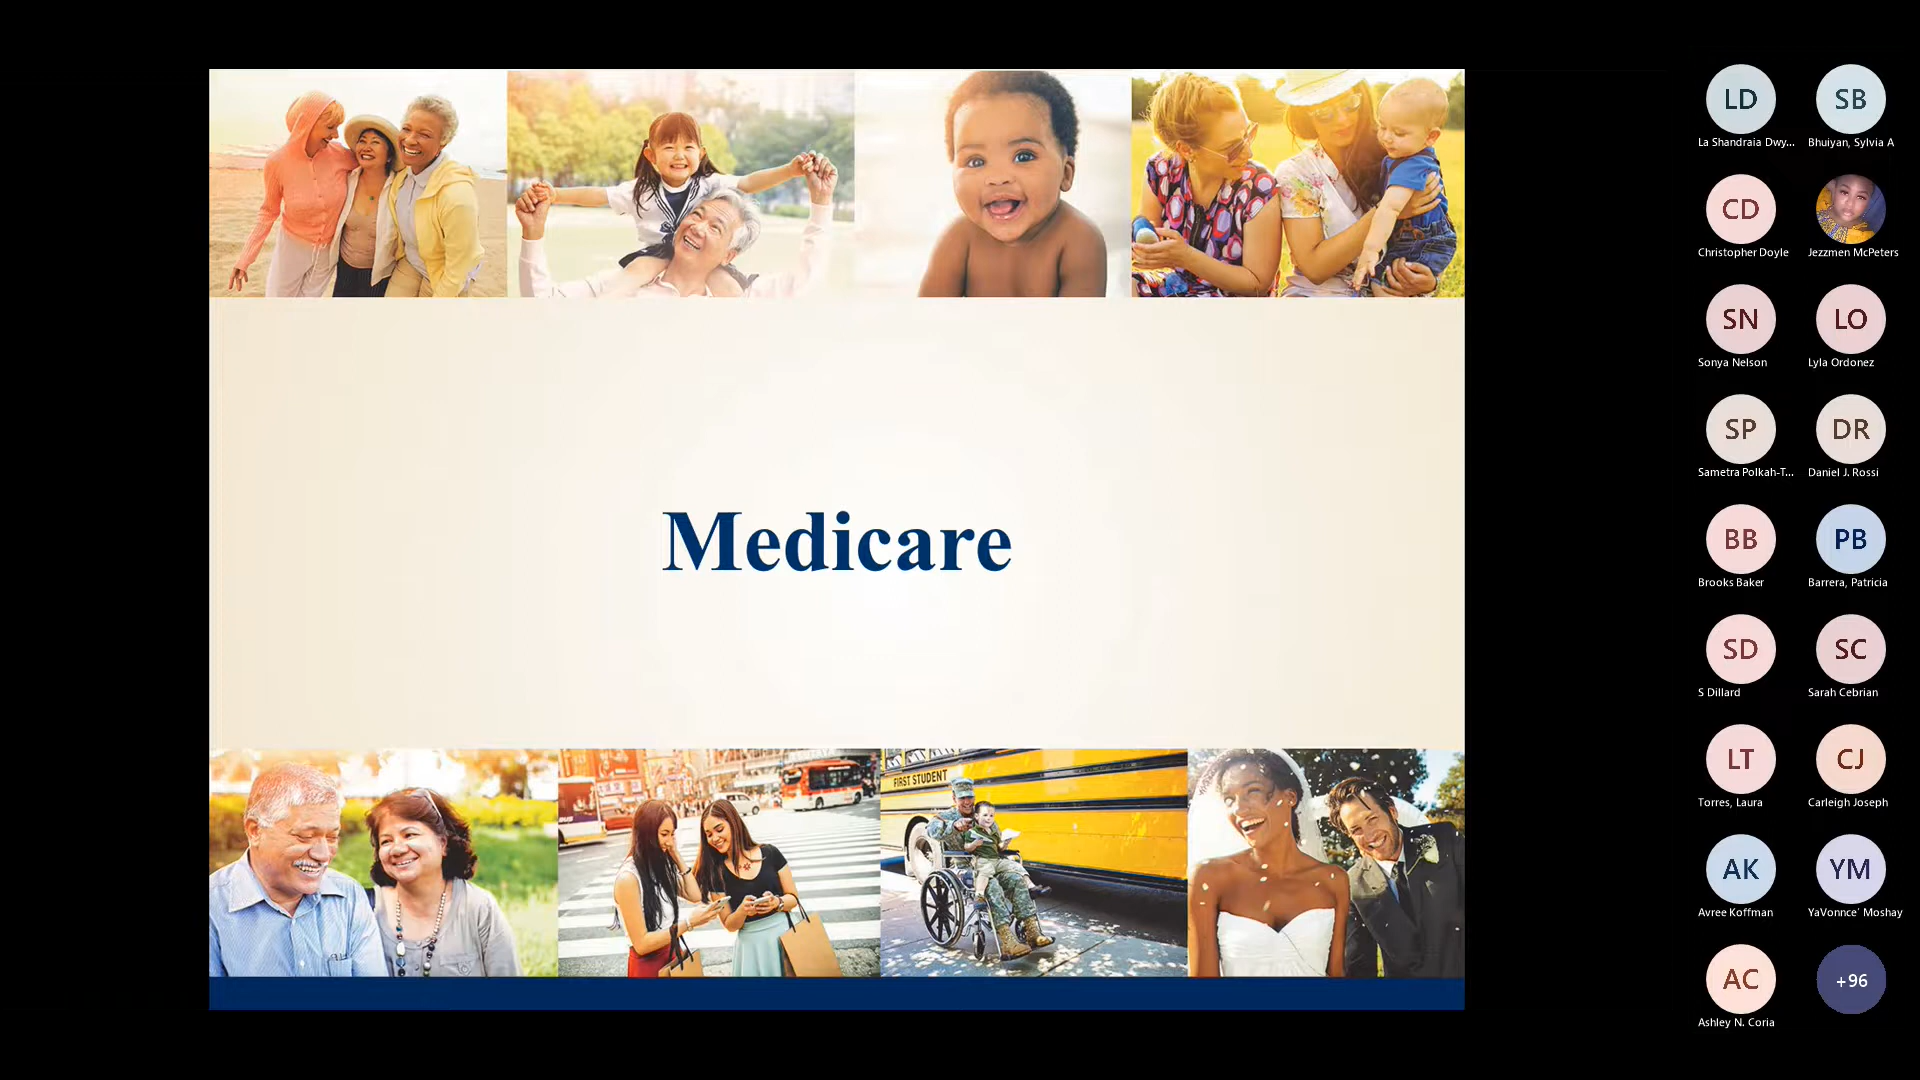 FIRST STUDENT
Medicare
LD
La Shandraia Dwy...
SB
Bhuiyan, Sylvia A
CD
Christopher Doyle
Jezzmen McPeters
SN
Sonya Nelson
LO
Lyla Ordonez
SP
Sametra Polkah-T...
DR
Daniel J. Rossi
BB
Brooks Baker
PB
Barrera, Patricia
SD
S Dillard
SC
Sarah Cebrian
LT
Torres, Laura
CJ
Carleigh Joseph
AK
Avree Koffman
YM
YaVonnce' Moshay
AC
Ashley N. Coria
+96